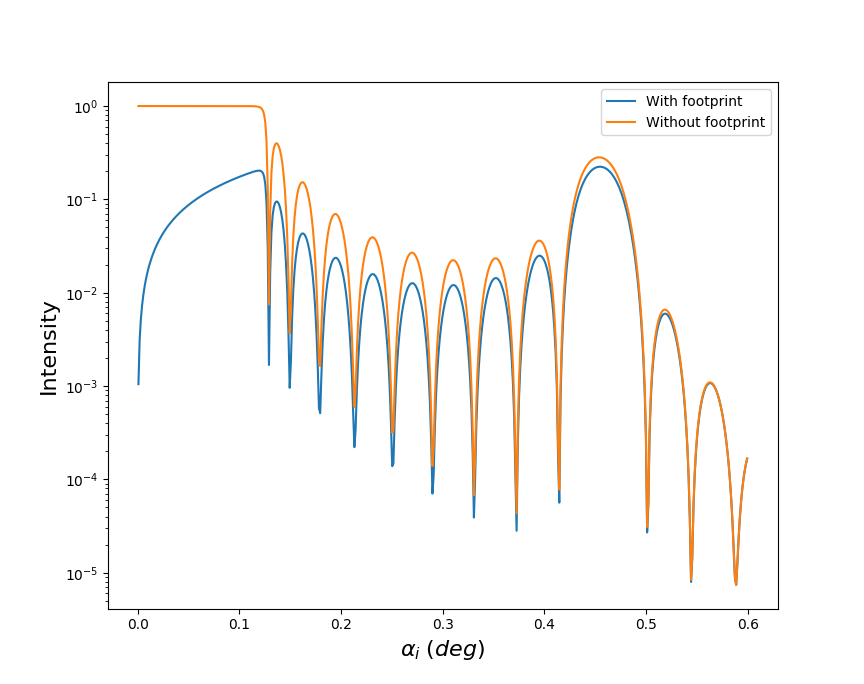 With footprint
Without footprint
Intensity
10⁰
10⁻¹
10⁻²
10⁻³
10⁻⁴
10⁻⁵
0.0 0.1 0.2 0.3 0.4 0.5 0.6
αᵢ (deg)